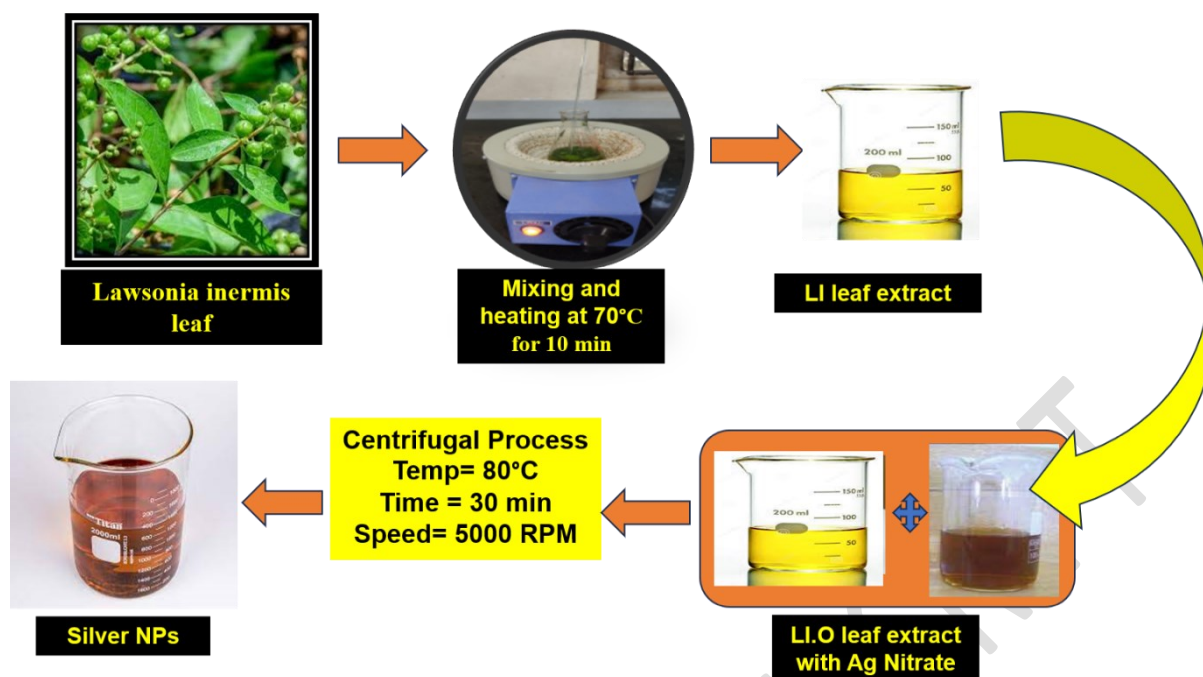 Lawsonia inermis
leaf
Mixing and
heating at 70°C
for 10 min
150 ml
200 ml
100
50
LI leaf extract
Centrifugal Process
Temp= 80°C
Time = 30 min
Speed= 5000 RPM
2000ml
Silver NPs
150 ml
200 ml
100
50
LI.O leaf extract
with Ag Nitrate